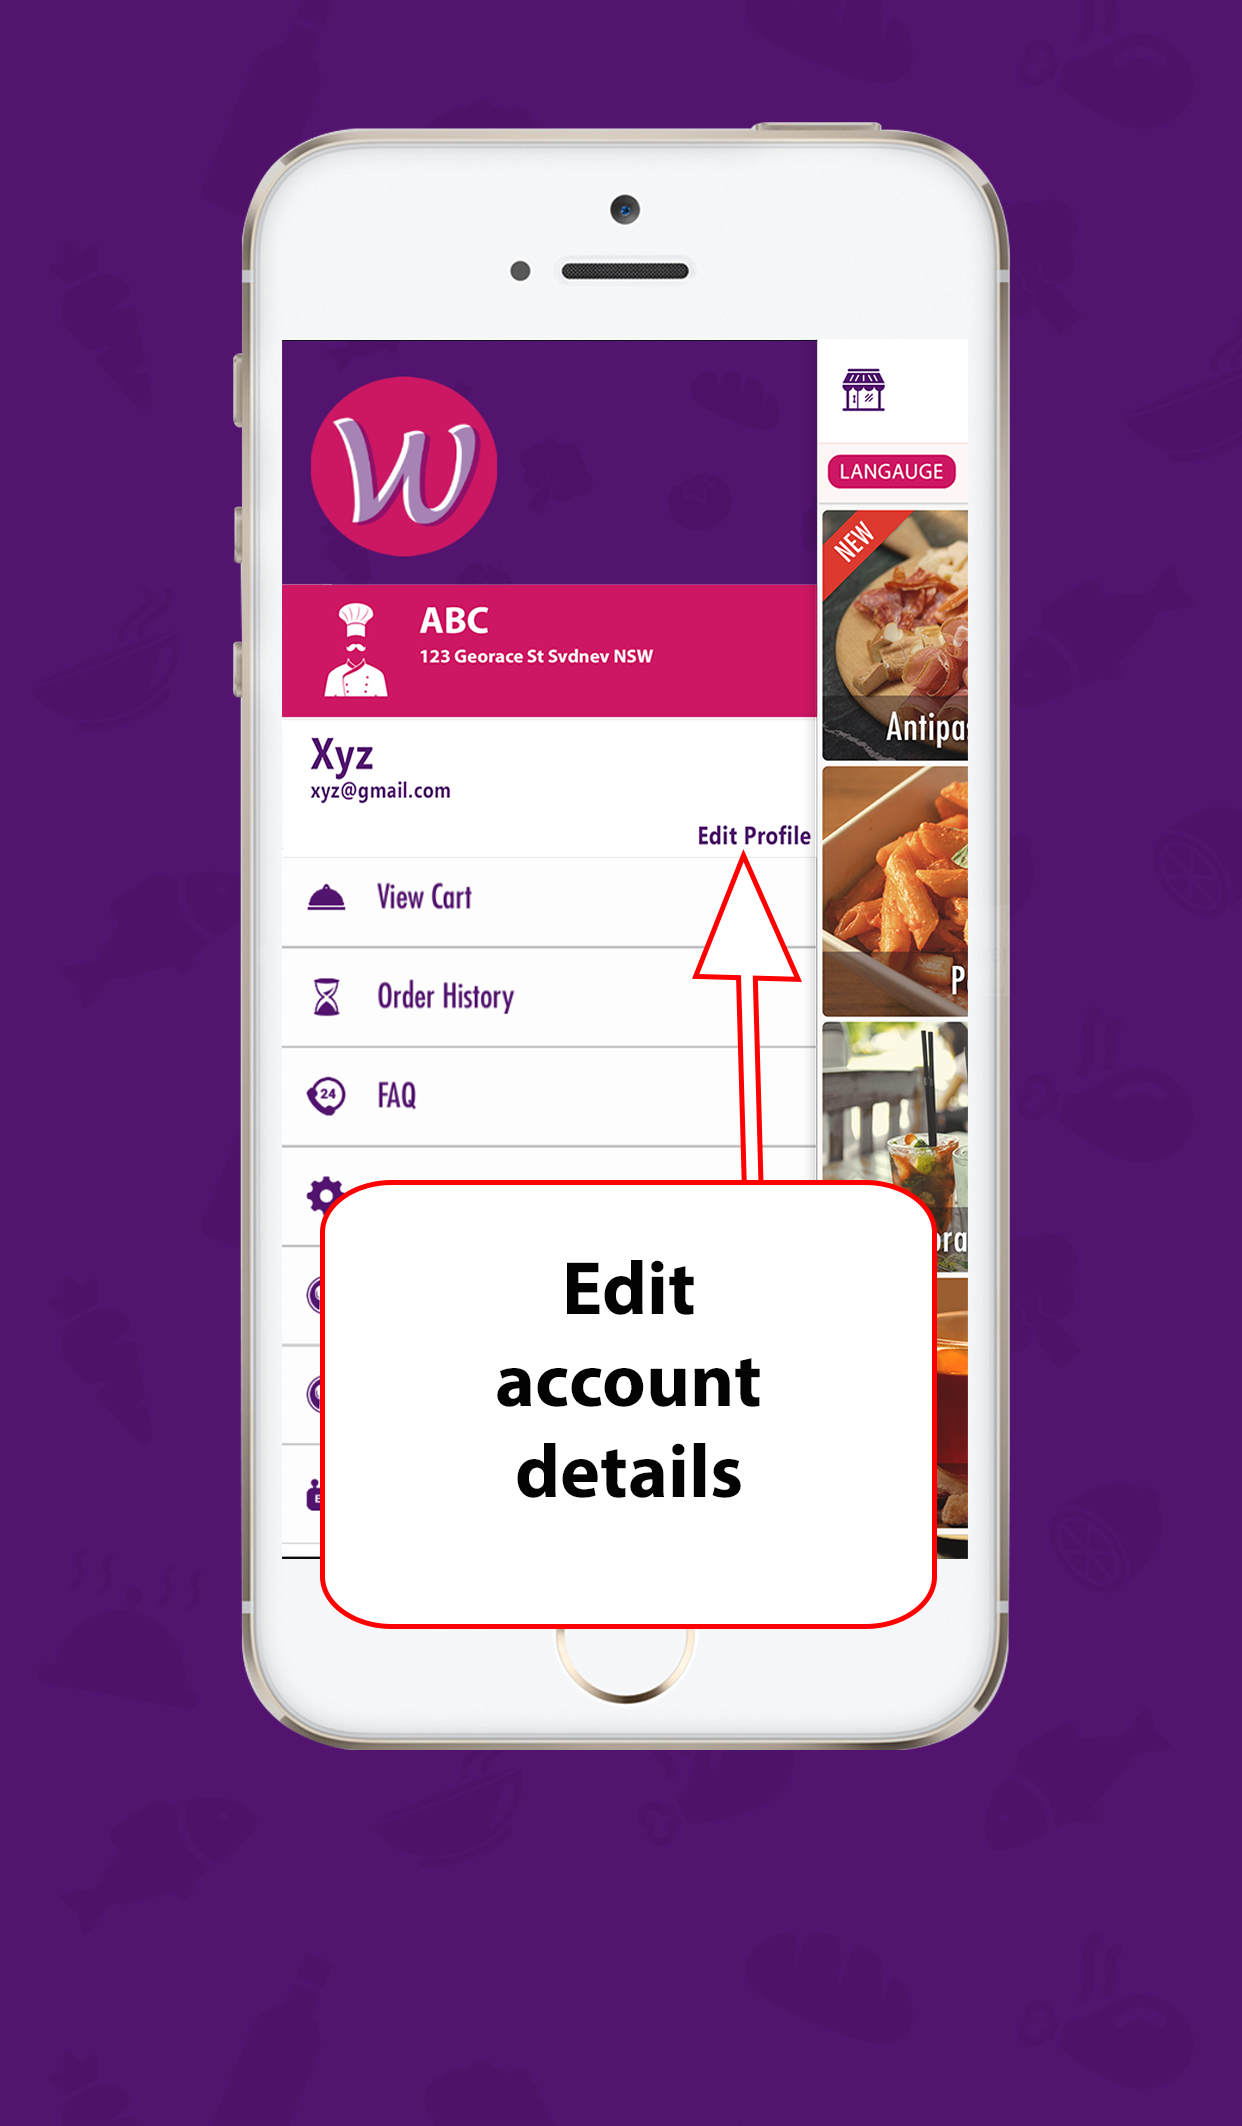 W
LANGAUGE
NEW
ABC
123 Georace St Svdnev NSW
Antipa
Xyz
xyz@gmail.com
Edit Profile
View Cart
P
Order History
24
FAQ
ora
Edit
account
details
E